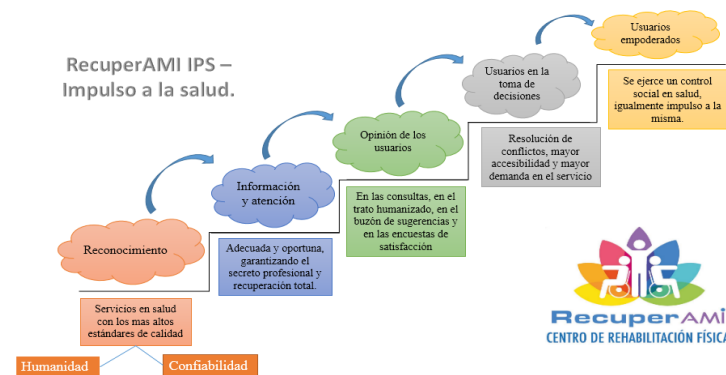 RecuperAMI IPS –
Impulso a la salud.
Usuarios
empoderados
Usuarios en la
toma de
decisiones
Se ejerce un control
social en salud,
igualmente impulso a la
misma.
Opinión de los
usuarios
Resolución de
conflictos, mayor
accesibilidad y mayor
demanda en el servicio
Información
y atención
En las consultas, en el
trato humanizado, en el
buzón de sugerencias y
en las encuestas de
satisfacción
Reconocimiento
Adecuada y oportuna,
garantizando el
secreto profesional y
recuperación total.
Servicios en salud
con los mas altos
estándares de calidad
Humanidad
Confiabilidad
RecuperAMI
CENTRO DE REHABILITACIÓN FÍSICA